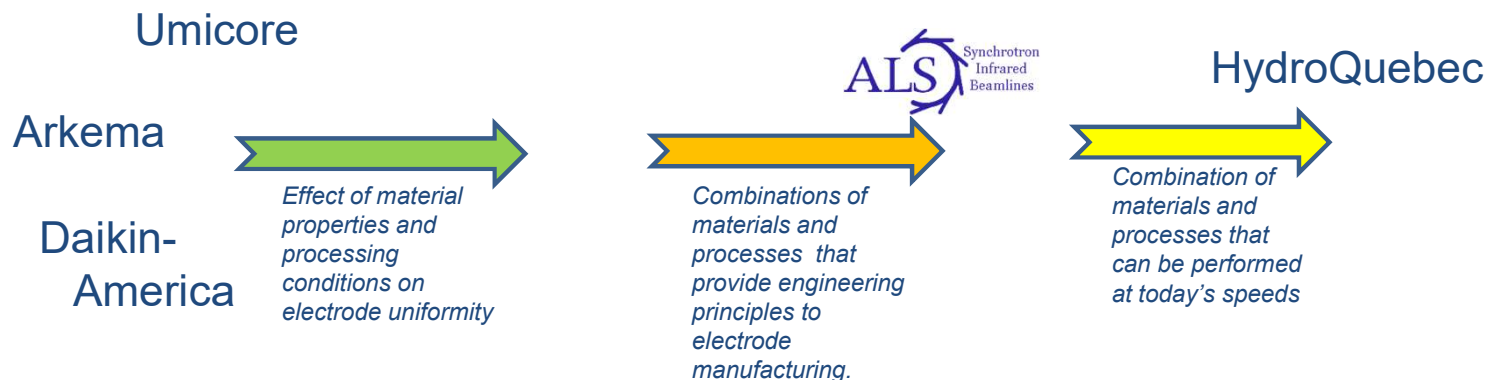 Umicore
Arkema
Daikin-
America
Effect of material
properties and
processing
conditions on
electrode uniformity
ALS
Synchrotron
Infrared
Beamlines
Combinations of
materials and
processes that
provide engineering
principles to
electrode
manufacturing.
HydroQuebec
Combination of
materials and
processes that
can be performed
at today’s speeds